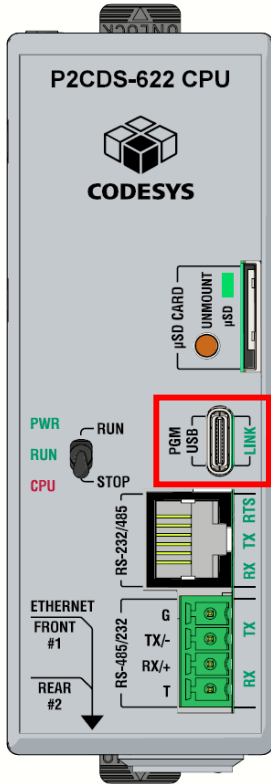 UNLOCK
P2CDS-622 CPU
CODESYS
µSD CARD
UNMOUNT
µSD
PWR
RUN
CPU
RUN
STOP
PGM
USB
LINK
RS-232/485
RX TX RTS
ETHERNET
FRONT
#1
REAR
#2
RS-485/232
G
TX/-
RX/+
T
TX
RX